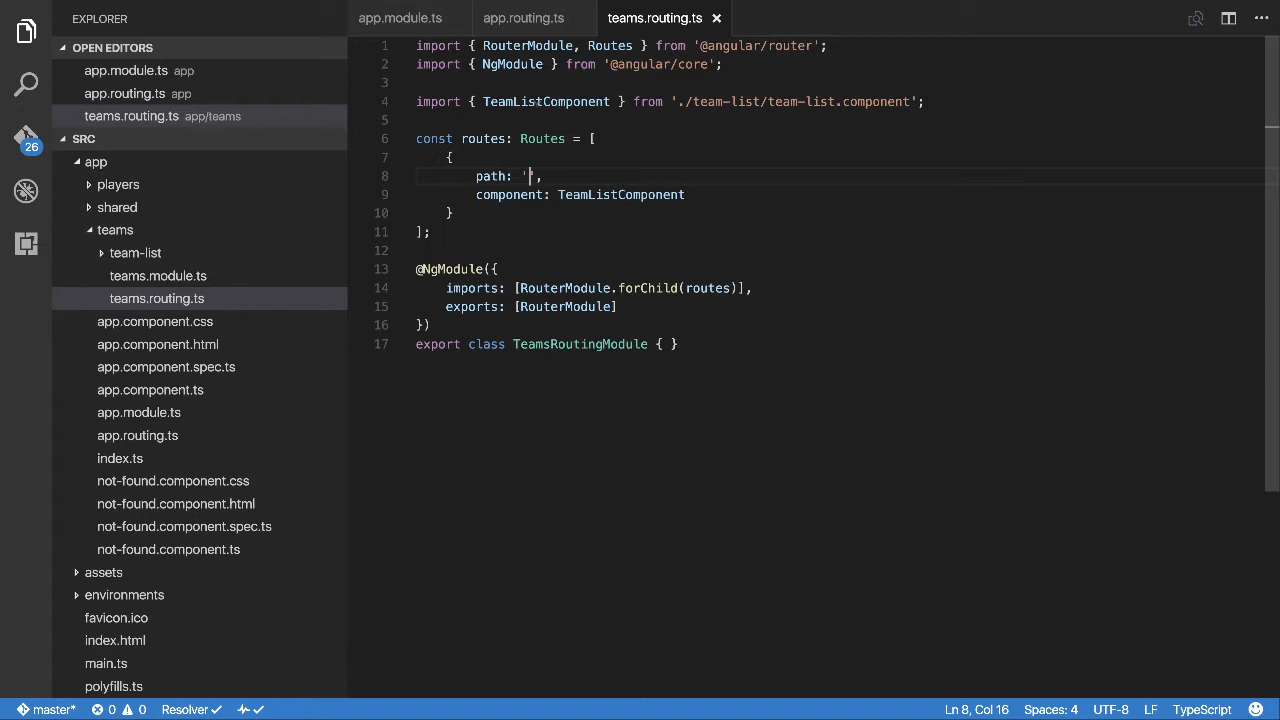 EXPLORER
OPEN EDITORS
app.module.ts app
app.routing.ts app
teams.routing.ts app/teams
SRC
app
players
shared
teams
team-list
teams.module.ts
teams.routing.ts
app.component.css
app.component.html
app.component.spec.ts
app.component.ts
app.module.ts
app.routing.ts
index.ts
not-found.component.css
not-found.component.html
not-found.component.spec.ts
not-found.component.ts
assets
environments
favicon.ico
index.html
main.ts
polyfills.ts
26
app.module.ts app.routing.ts teams.routing.ts
1 import { RouterModule, Routes } from '@angular/router';
2 import { NgModule } from '@angular/core';
3
4 import { TeamListComponent } from './team-list/team-list.component';
5
6 const routes: Routes = [
7 {
8 path: '',
9 component: TeamListComponent
10 }
11 ];
12
13 @NgModule({
14 imports: [RouterModule.forChild(routes)],
15 exports: [RouterModule]
16 })
17 export class TeamsRoutingModule { }
master* 0 0 Resolver Ln 8, Col 16 Spaces: 4 UTF-8 LF TypeScript